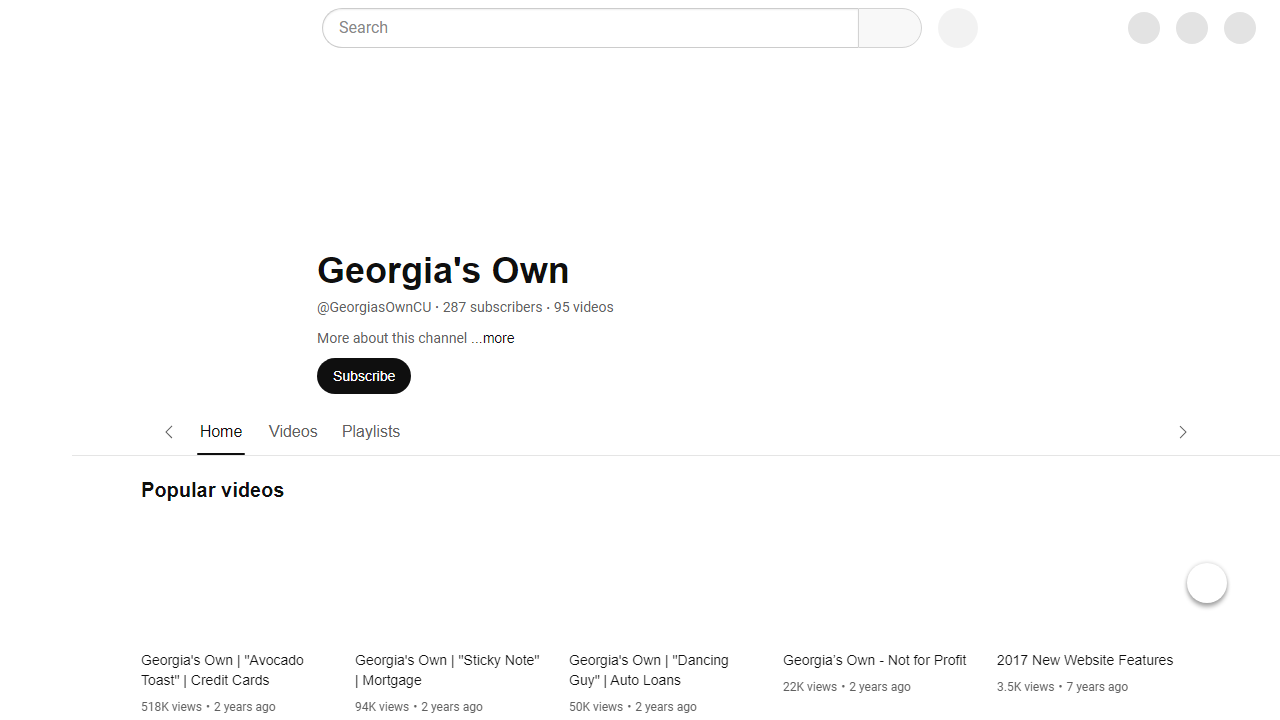 Search
Georgia's Own
@GeorgiasOwnCU · 287 subscribers · 95 videos
More about this channel ...more
Subscribe
Home Videos Playlists
Popular videos
Georgia's Own | "Avocado
Toast" | Credit Cards
518K views • 2 years ago
Georgia's Own | "Sticky Note"
| Mortgage
94K views • 2 years ago
Georgia's Own | "Dancing
Guy" | Auto Loans
50K views • 2 years ago
Georgia’s Own - Not for Profit
22K views • 2 years ago
2017 New Website Features
3.5K views • 7 years ago